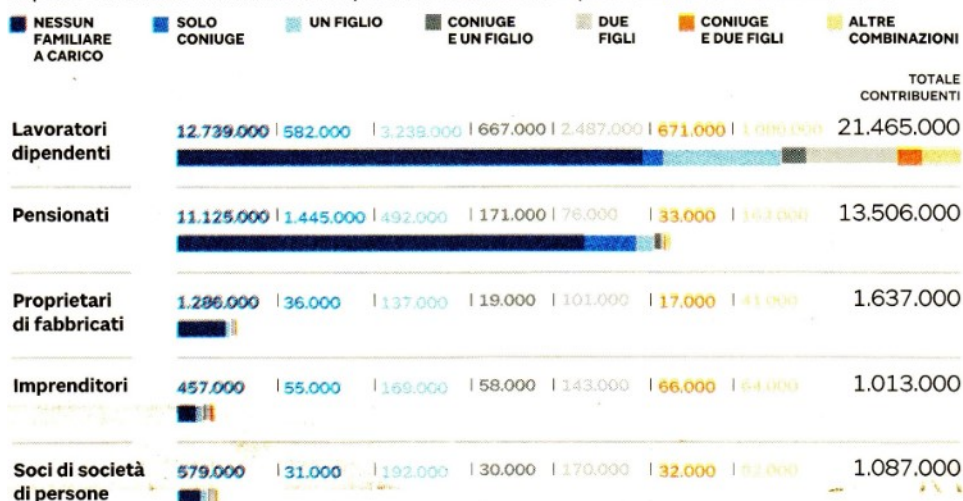 NESSUN FAMILIARE A CARICO
SOLO CONIUGE
UN FIGLIO
CONIUGE E UN FIGLIO
DUE FIGLI
CONIUGE E DUE FIGLI
ALTRE COMBINAZIONI
TOTALE CONTRIBUENTI
Lavoratori dipendenti
12.739.000 582.000 3.238.000 667.000 2.487.000 671.000 21.465.000
Pensionati
11.125.000 1.445.000 492.000 171.000 76.000 33.000 163.000 13.506.000
Proprietari di fabbricati
1.286.000 36.000 137.000 19.000 101.000 17.000 41.000 1.637.000
Imprenditori
457.000 55.000 169.000 58.000 143.000 66.000 64.000 1.013.000
Soci di società di persone
579.000 31.000 192.000 30.000 170.000 32.000 1.087.000